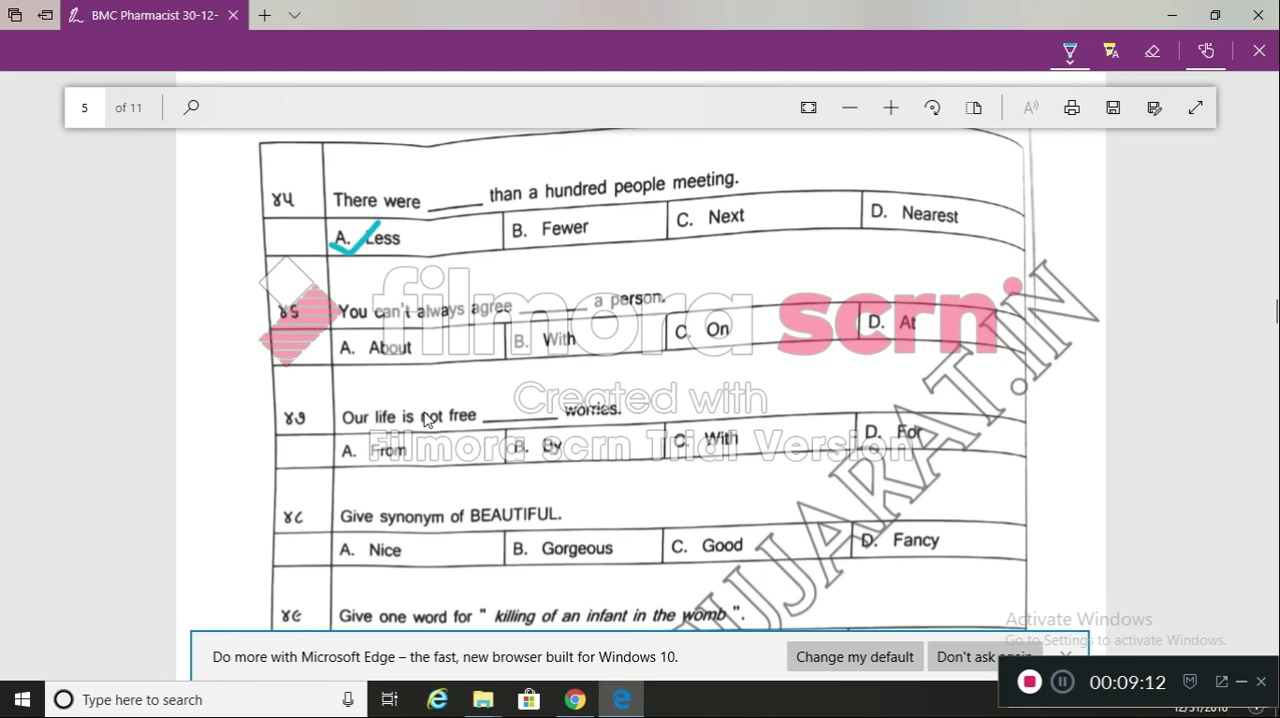 BMC Pharmacist 30-12-
5 of 11
૪૫ There were ______ than a hundred people meeting.
A. Less B. Fewer C. Next D. Nearest
૪૬ You can't always agree ______ a person.
A. About B. With C. On D. At
૪૭ Our life is not free ______ worries.
A. From B. By C. With D. For
૪૮ Give synonym of BEAUTIFUL.
A. Nice B. Gorgeous C. Good D. Fancy
૪૯ Give one word for " killing of an infant in the womb ".
filmora scrn
Created with
Filmora scrn Trial Version
UJARAT.IN
Activate Windows
Go to Settings to activate Windows.
Do more with Microsoft Edge – the fast, new browser built for Windows 10.
Change my default
Don't ask again
00:09:12
Type here to search
12/31/2018